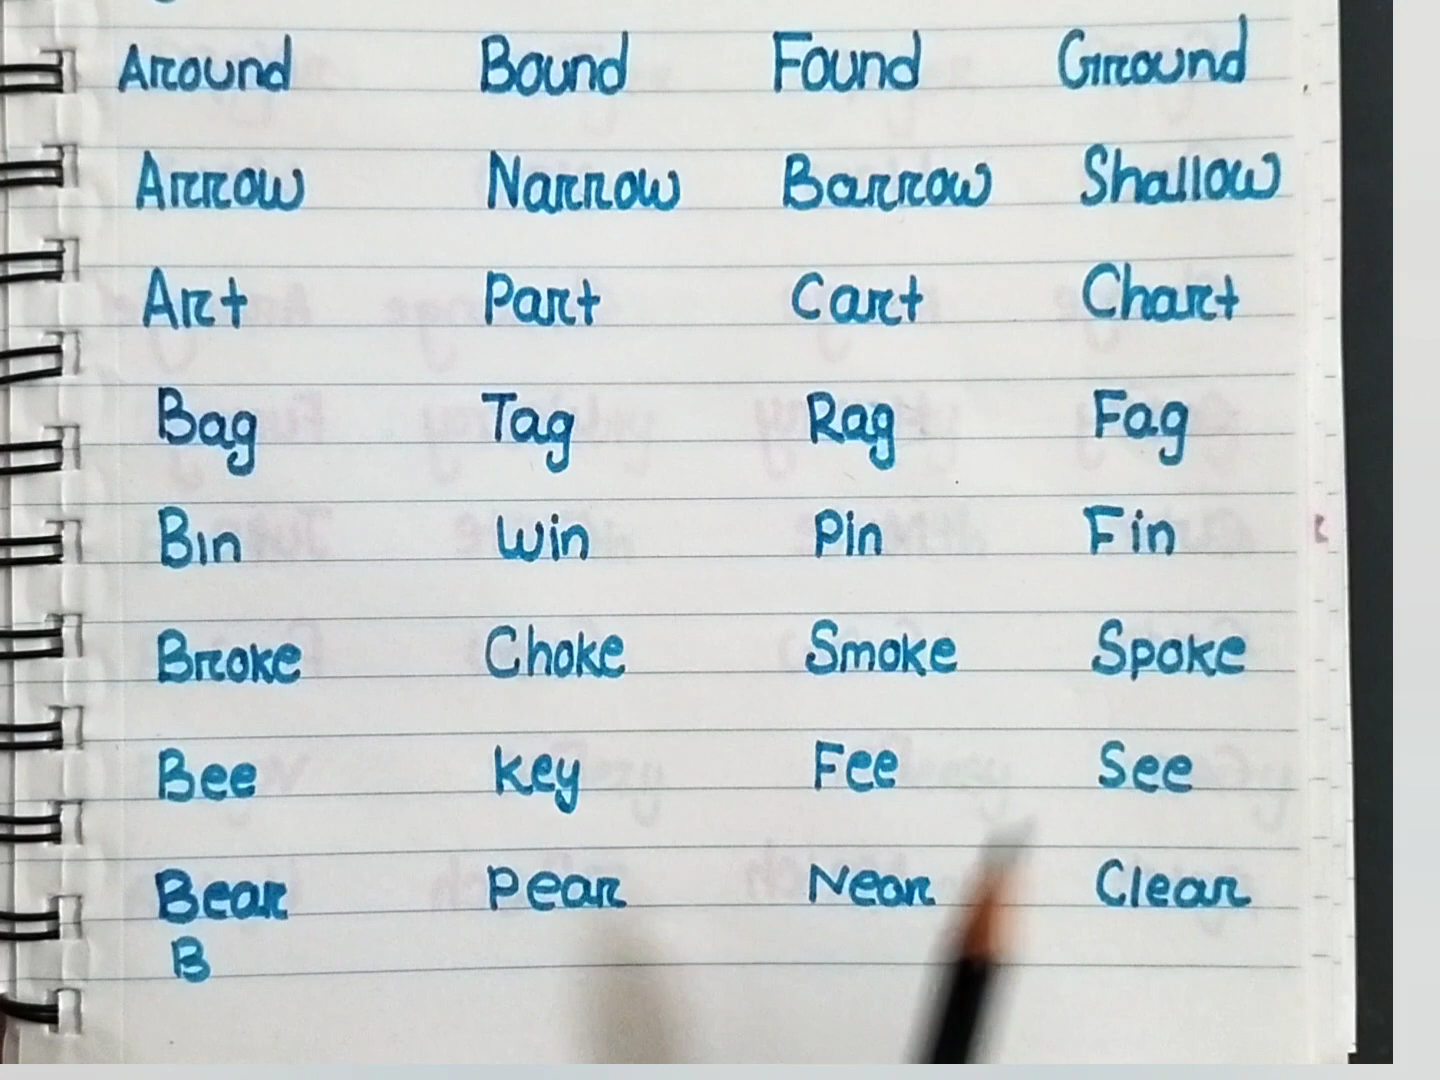 Around Bound Found Ground
Arrow Narrow Barrow Shallow
Art Part Cart Chart
Bag Tag Rag Fag
Bin Win Pin Fin
Broke Choke Smoke Spoke
Bee Key Fee See
Bear Pear Near Clear
B